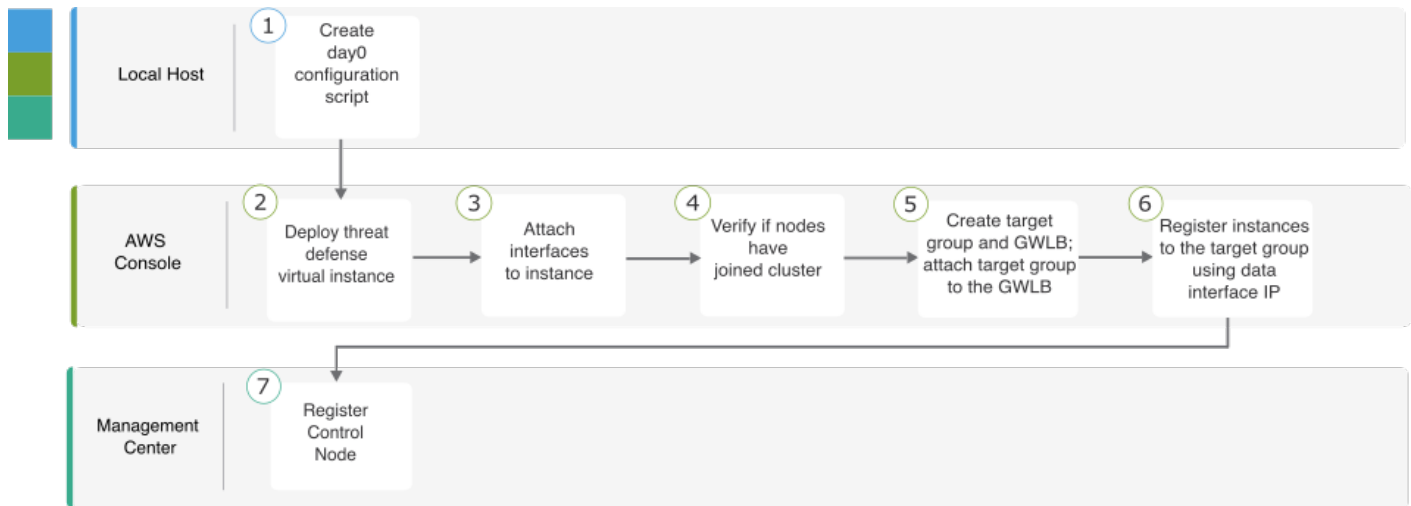 1
Create
day0
configuration
script
Local Host
2
Deploy threat
defense
virtual instance
3
Attach
interfaces
to instance
4
Verify if nodes
have
joined cluster
5
Create target
group and GWLB;
attach target group
to the GWLB
6
Register instances
to the target group
using data
interface IP
AWS
Console
7
Register
Control
Node
Management
Center